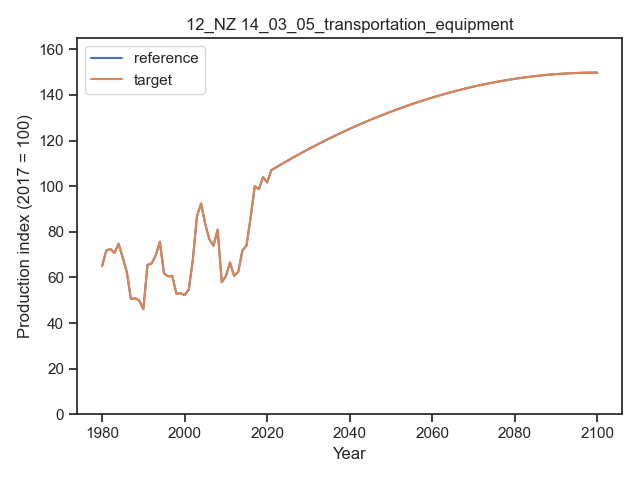 12_NZ 14_03_05_transportation_equipment
reference
target
Production index (2017 = 100)
160
140
120
100
80
60
40
20
0
1980 2000 2020 2040 2060 2080 2100
Year